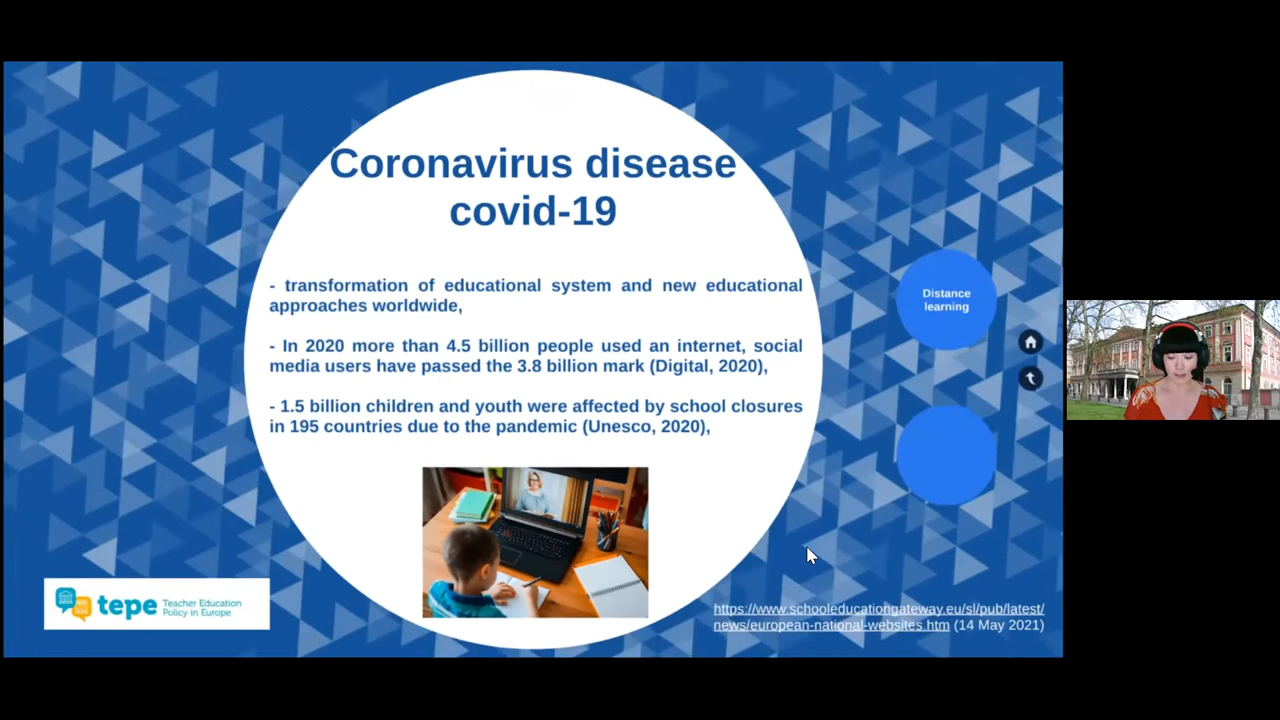 Coronavirus disease
covid-19
- transformation of educational system and new educational
approaches worldwide,
- In 2020 more than 4.5 billion people used an internet, social
media users have passed the 3.8 billion mark (Digital, 2020),
- 1.5 billion children and youth were affected by school closures
in 195 countries due to the pandemic (Unesco, 2020),
Distance
learning
tepe Teacher Education
Policy in Europe
https://www.schooleducationgateway.eu/sl/pub/latest/
news/european-national-websites.htm (14 May 2021)